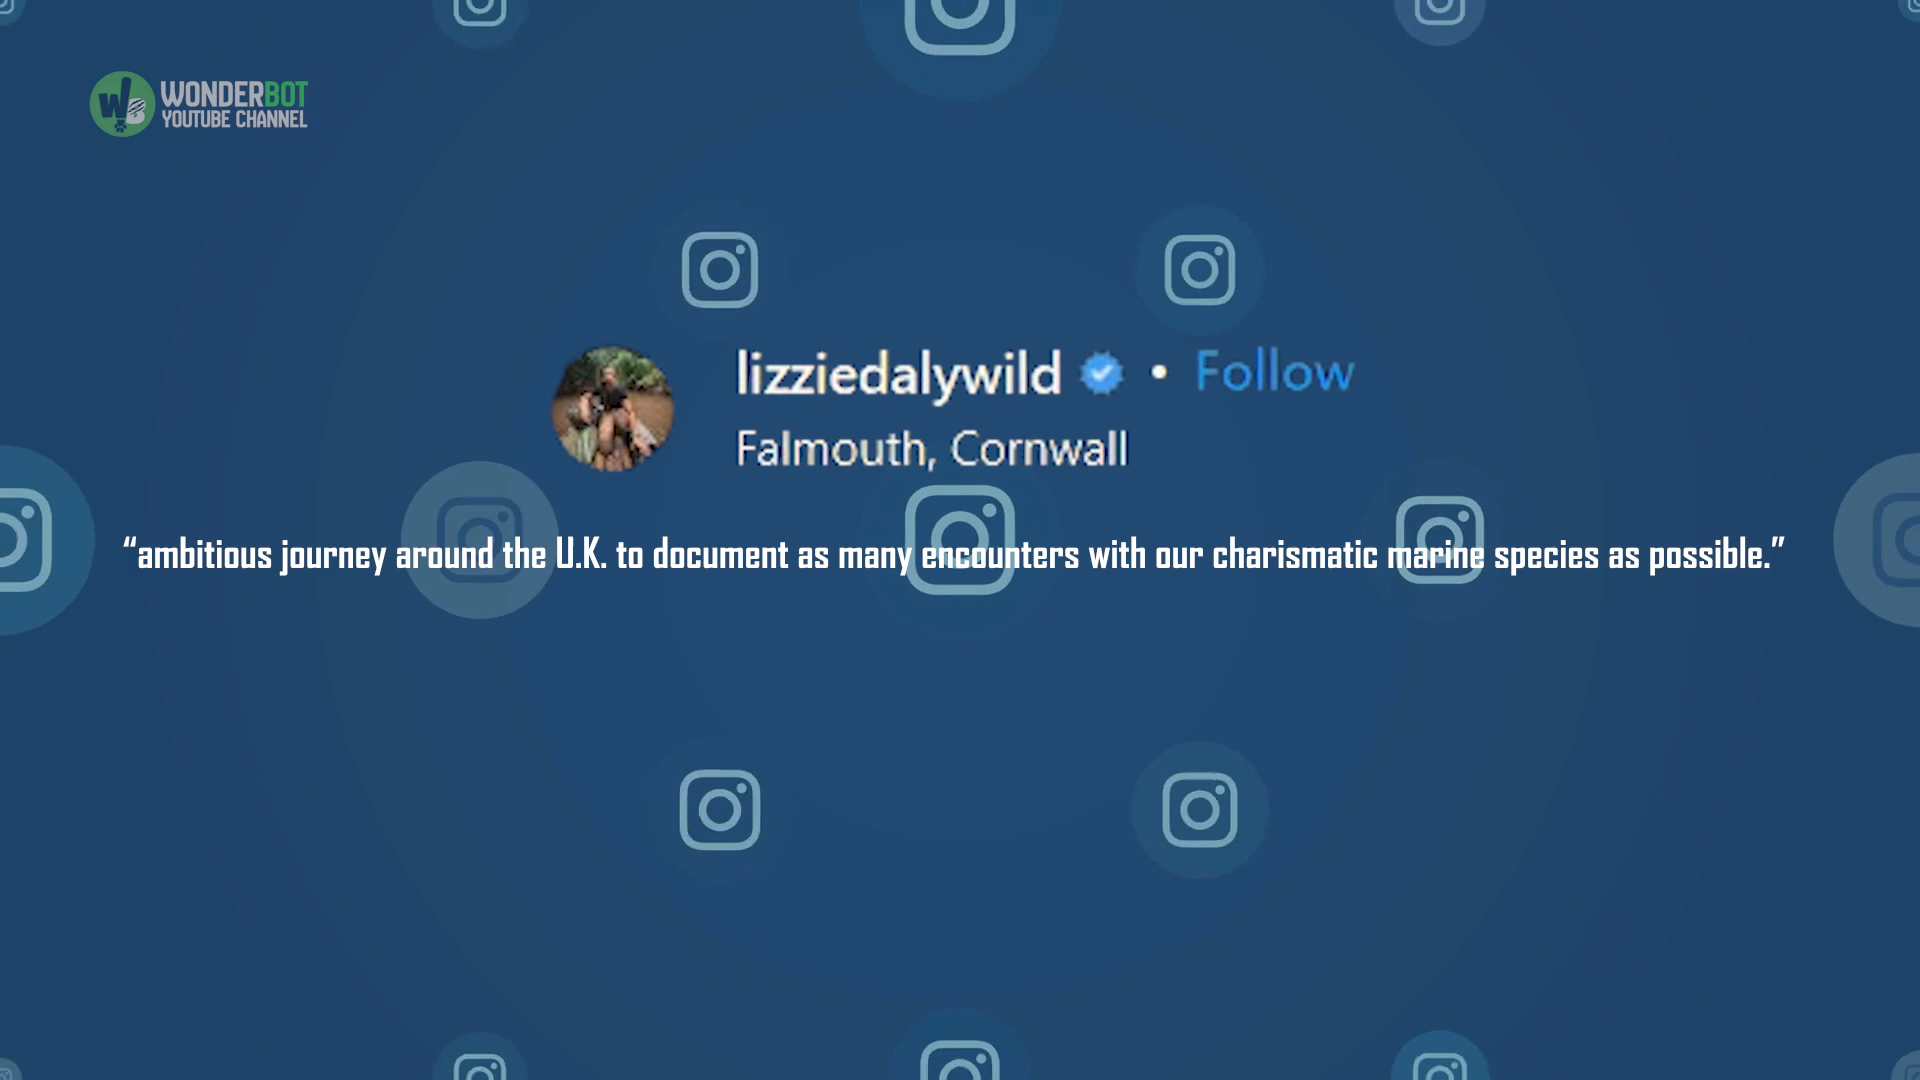 WONDERBOT
YOUTUBE CHANNEL
lizziedalywild • Follow
Falmouth, Cornwall
“ambitious journey around the U.K. to document as many encounters with our charismatic marine species as possible.”